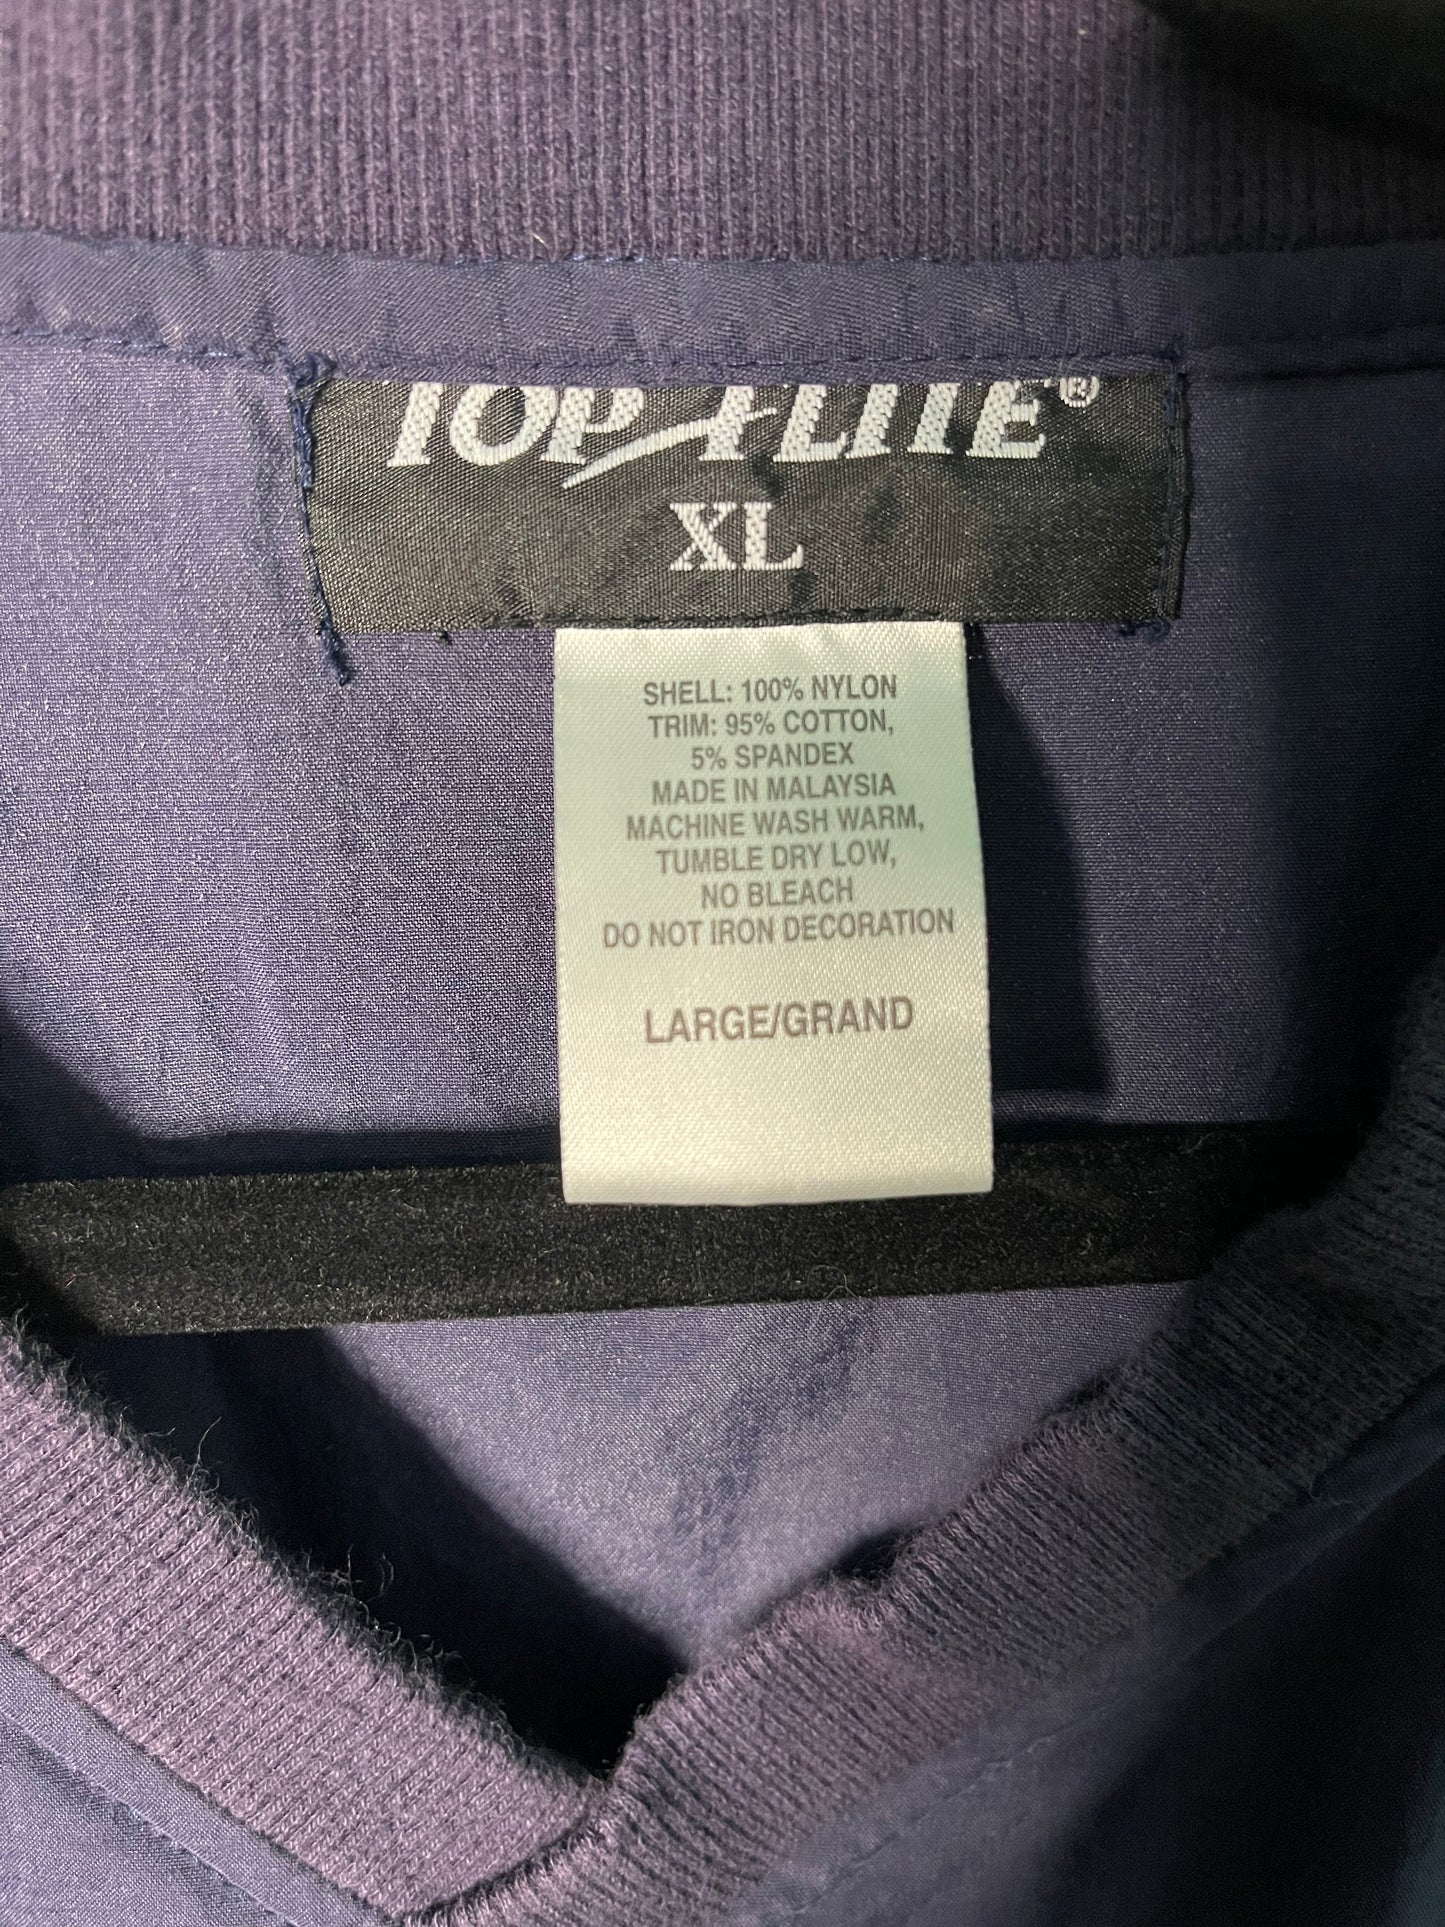 TOP FLITE®
XL
SHELL: 100% NYLON
TRIM: 95% COTTON,
5% SPANDEX
MADE IN MALAYSIA
MACHINE WASH WARM,
TUMBLE DRY LOW,
NO BLEACH
DO NOT IRON DECORATION
LARGE/GRAND